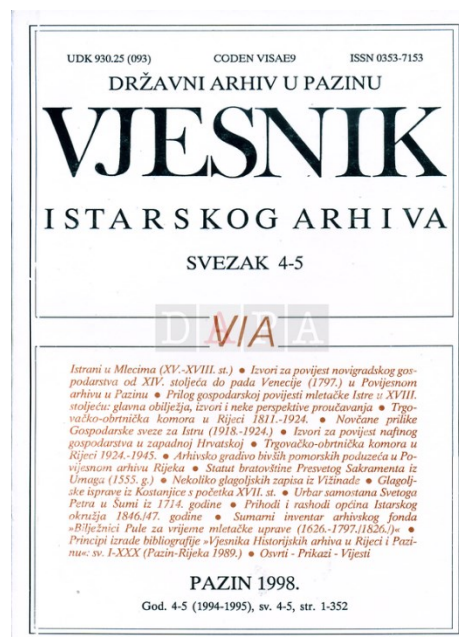 UDK 930.25 (093) CODEN VISAE9 ISSN 0353-7153
DRŽAVNI ARHIV U PAZINU
VJESNIK
ISTARSKOG ARHIVA
SVEZAK 4-5
DAPA
VIA
Istrani u Mlecima (XV.-XVIII. st.) ● Izvori za povijest novigradskog gos-
podarstva od XIV. stoljeća do pada Venecije (1797.) u Povijesnom
arhivu u Pazinu ● Prilog gospodarskoj povijesti mletačke Istre u XVIII.
stoljeću: glavna obilježja, izvori i neke perspektive proučavanja ● Trgo-
vačko-obrtnička komora u Rijeci 1811.-1924. ● Novčane prilike
Gospodarske sveze za Istru (1918.-1924.) ● Izvori za povijest naftnog
gospodarstva u zapadnoj Hrvatskoj ● Trgovačko-obrtnička komora u
Rijeci 1924.-1945. ● Arhivsko gradivo bivših pomorskih poduzeća u Po-
vijesnom arhivu Rijeka ● Statut bratovštine Presvetog Sakramenta iz
Umaga (1555. g.) ● Nekoliko glagoljskih zapisa iz Vižinade ● Glagolj-
ske isprave iz Kostanjice s početka XVII. st. ● Urbar samostana Svetoga
Petra u Šumi iz 1714. godine ● Prihodi i rashodi općina Istarskog
okružja 1846./47. godine ● Sumarni inventar arhivskog fonda
»Bilježnici Pule za vrijeme mletačke uprave (1626.-1797./1826./)« ●
Principi izrade bibliografije »Vjesnika Historijskih arhiva u Rijeci i Pazi-
nu«: sv. I-XXX (Pazin-Rijeka 1989.) ● Osvrti - Prikazi - Vijesti
PAZIN 1998.
God. 4-5 (1994-1995), sv. 4-5, str. 1-352